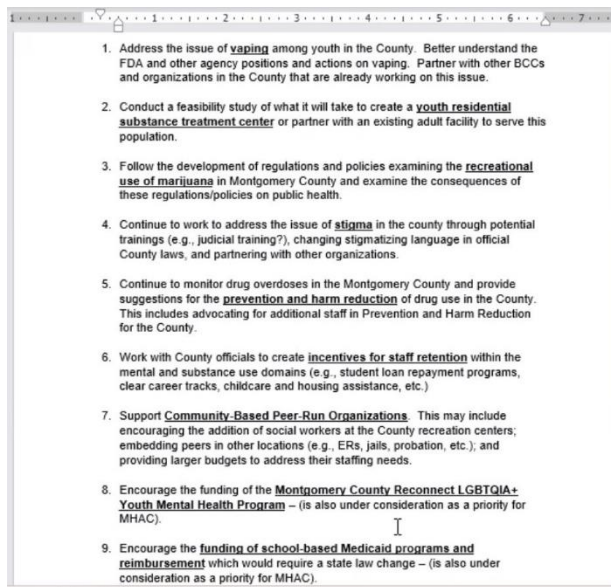 1 1 2 3 4 5 6 7
1. Address the issue of vaping among youth in the County. Better understand the
FDA and other agency positions and actions on vaping. Partner with other BCCs
and organizations in the County that are already working on this issue.
2. Conduct a feasibility study of what it will take to create a youth residential
substance treatment center or partner with an existing adult facility to serve this
population.
3. Follow the development of regulations and policies examining the recreational
use of marijuana in Montgomery County and examine the consequences of
these regulations/policies on public health.
4. Continue to work to address the issue of stigma in the county through potential
trainings (e.g., judicial training?), changing stigmatizing language in official
County laws, and partnering with other organizations.
5. Continue to monitor drug overdoses in the Montgomery County and provide
suggestions for the prevention and harm reduction of drug use in the County.
This includes advocating for additional staff in Prevention and Harm Reduction
for the County.
6. Work with County officials to create incentives for staff retention within the
mental and substance use domains (e.g., student loan repayment programs,
clear career tracks, childcare and housing assistance, etc.)
7. Support Community-Based Peer-Run Organizations. This may include
encouraging the addition of social workers at the County recreation centers;
embedding peers in other locations (e.g., ERs, jails, probation, etc.); and
providing larger budgets to address their staffing needs.
8. Encourage the funding of the Montgomery County Reconnect LGBTQIA+
Youth Mental Health Program – (is also under consideration as a priority for
MHAC).
9. Encourage the funding of school-based Medicaid programs and
reimbursement which would require a state law change – (is also under
consideration as a priority for MHAC).